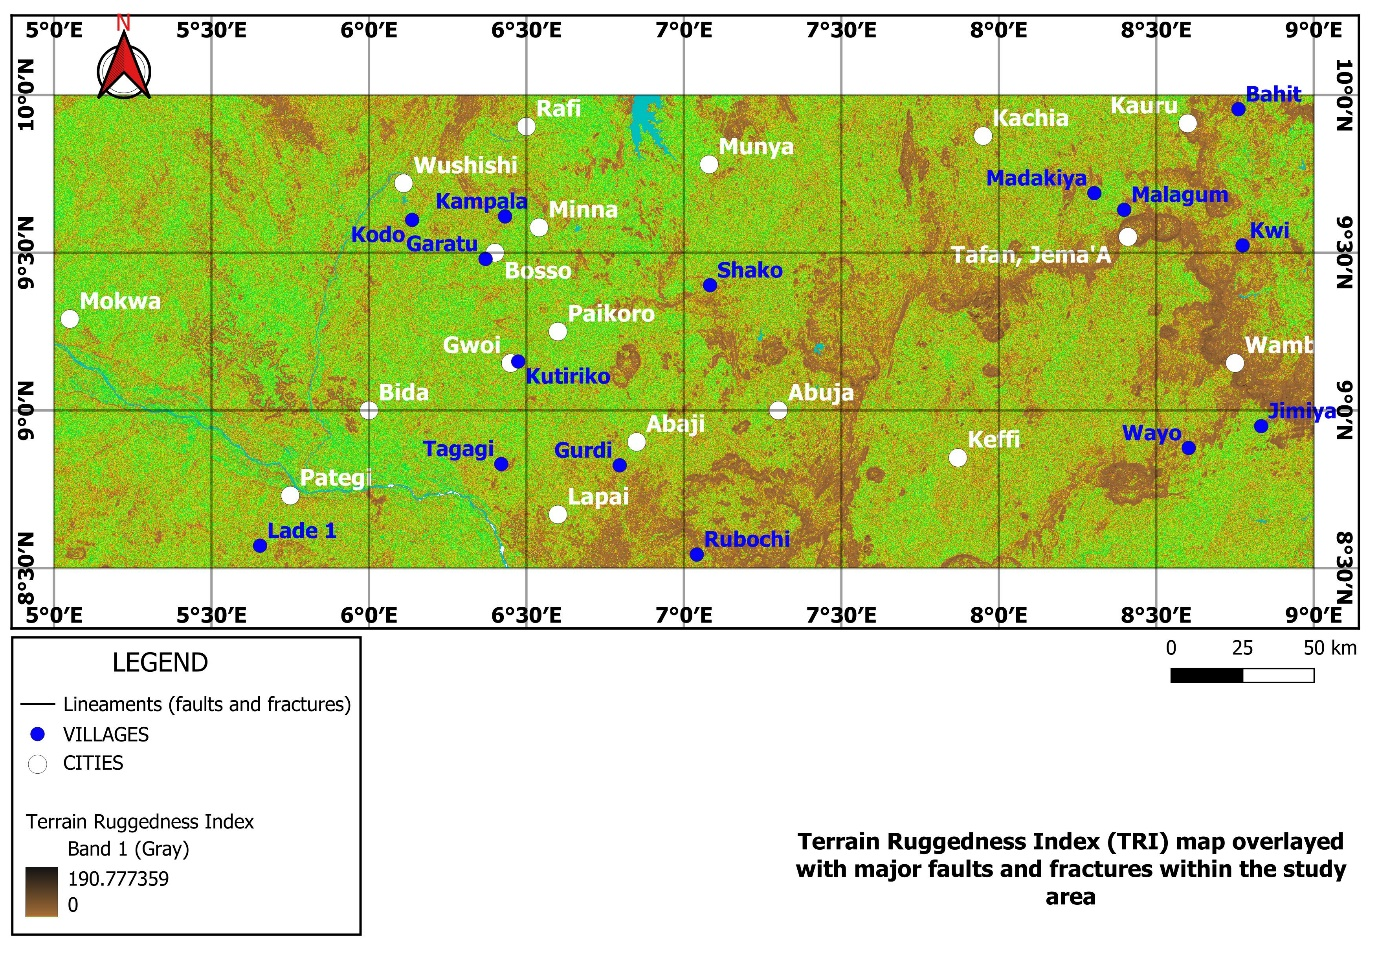 N
5°0′E 5°30′E 6°0′E 6°30′E 7°0′E 7°30′E 8°0′E 8°30′E 9°0′E
10°0′N
10°0′N
Bahit
Rafi
Kauru
Kachia
Munya
Wushishi
Madakiya
Malagum
Kampala
Minna
Kodo
Garatu
Kwi
9°30′N
9°30′N
Tafan, Jema'A
Bosso
Shako
Mokwa
Paikoro
Gwoi
Wamb
Kutiriko
Bida
Abuja
9°0′N
9°0′N
Jimiya
Abaji
Wayo
Keffi
Tagagi
Gurdi
Pategi
Lapai
Lade 1
Rubochi
8°30′N
8°30′N
5°0′E 5°30′E 6°0′E 6°30′E 7°0′E 7°30′E 8°0′E 8°30′E 9°0′E
0 25 50 km
LEGEND
Lineaments (faults and fractures)
VILLAGES
CITIES
Terrain Ruggedness Index
Band 1 (Gray)
190.777359
0
Terrain Ruggedness Index (TRI) map overlayed
with major faults and fractures within the study
area